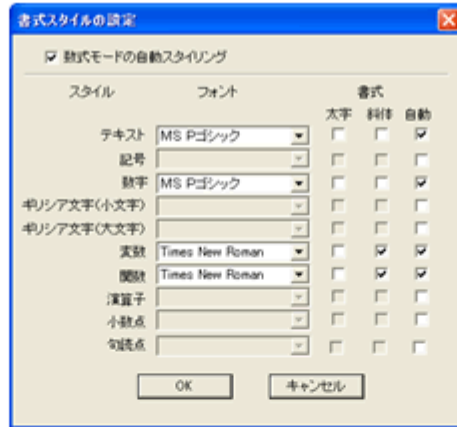 書式スタイルの設定
数式モードの自動スタイリング
スタイル フォント 書式
太字 斜体 自動
テキスト MS Pゴシック
記号
数字 MS Pゴシック
ギリシア文字(小文字)
ギリシア文字(大文字)
変数 Times New Roman
関数 Times New Roman
演算子
小数点
句読点
OK キャンセル